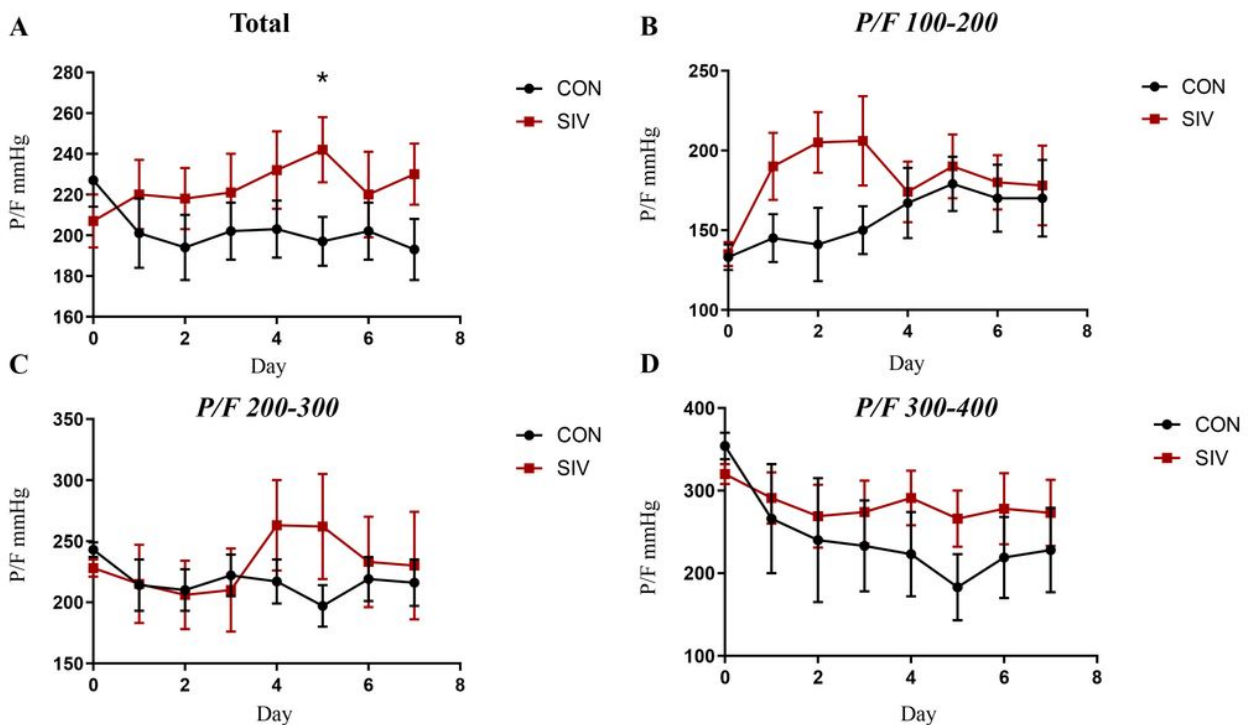 A
Total
280
260
240
220
200
180
160
P/F mmHg
*
CON
SIV
0
2
4
6
8
Day
B
P/F 100-200
250
200
150
100
P/F mmHg
CON
SIV
0
2
4
6
8
Day
C
P/F 200-300
350
300
250
200
150
P/F mmHg
CON
SIV
0
2
4
6
8
Day
D
P/F 300-400
400
300
200
100
P/F mmHg
CON
SIV
0
2
4
6
8
Day